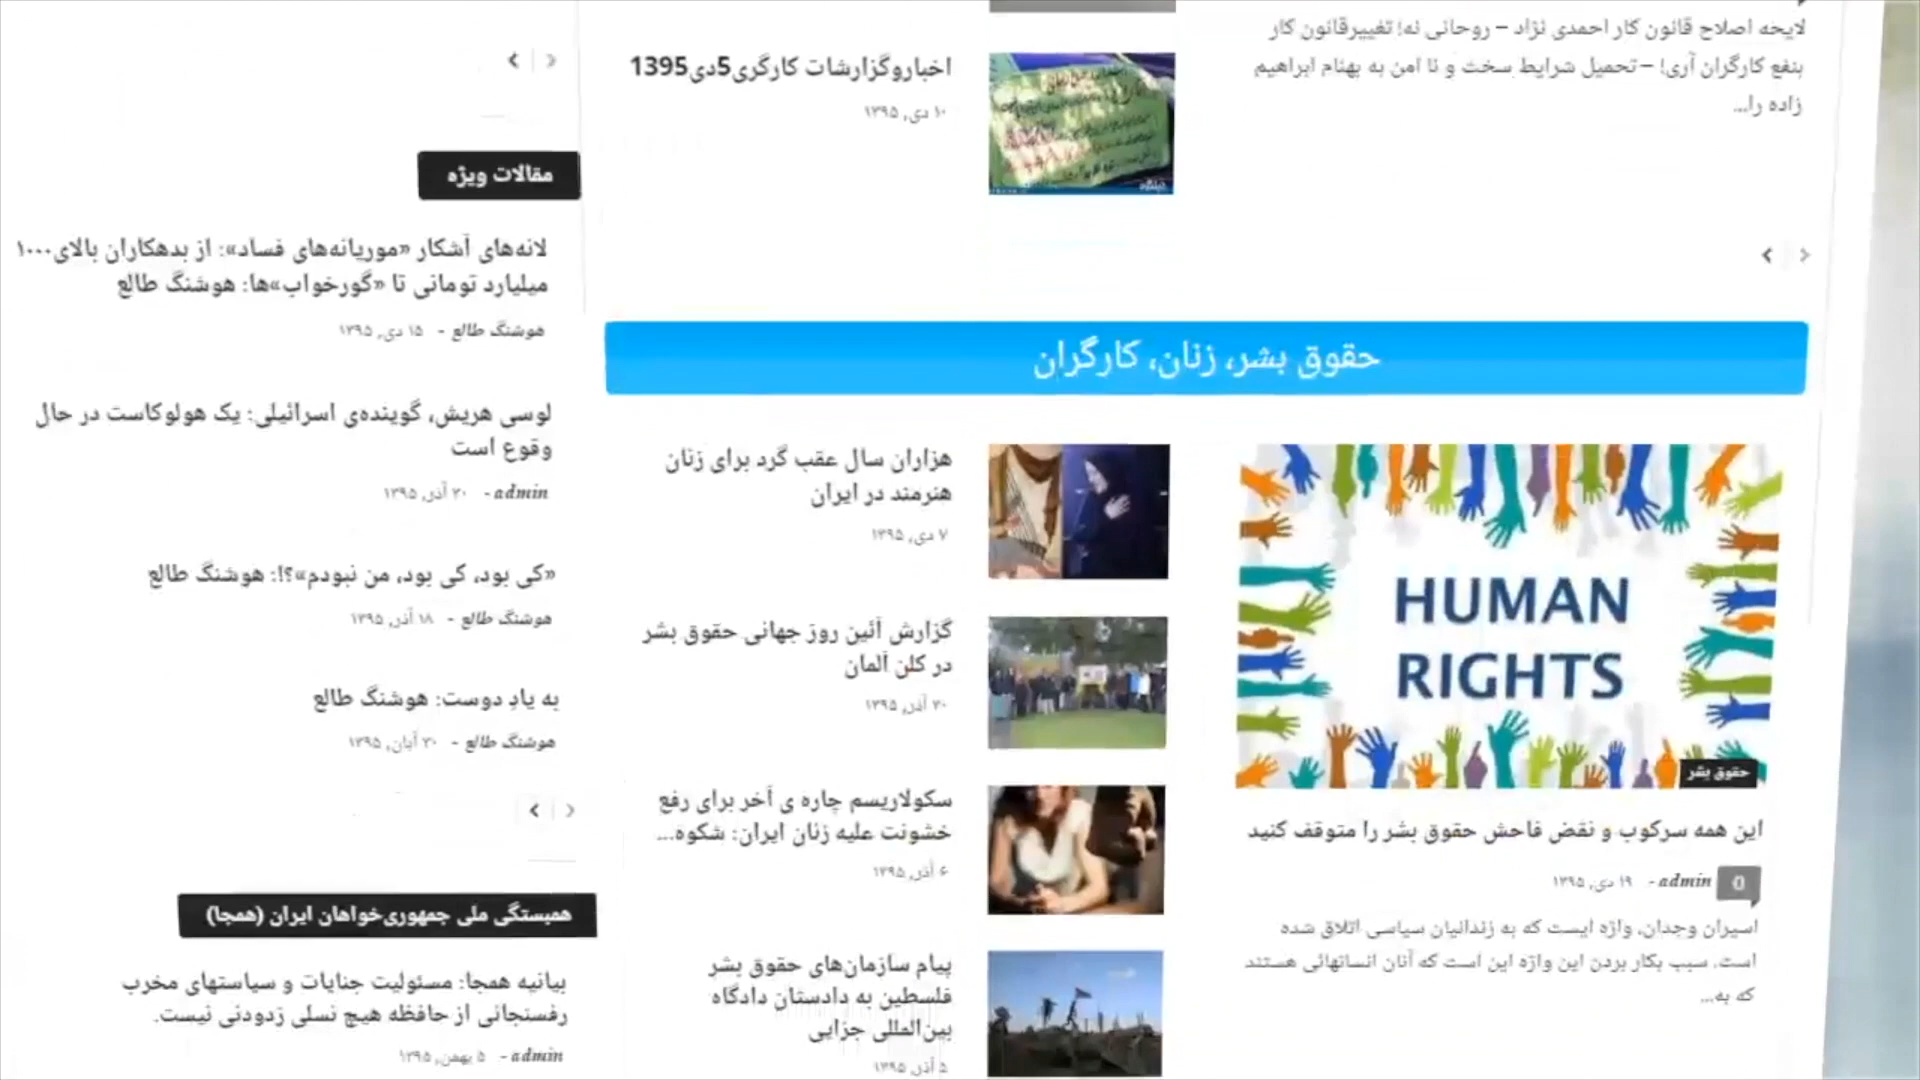 لایحه اصلاح قانون کار احمدی نژاد – روحانی نه؛ تغییرقانون کار
بنفع کارگران آری! – تحمیل شرایط سخت و نا امن به بهنام ابراهیم
زاده را...
اخباروگزارشات کارگری5دی1395
۱۰ دی, ۱۳۹۵
حقوق بشر، زنان، کارگران
HUMAN
RIGHTS
حقوق بشر
این همه سرکوب و نقض فاحش حقوق بشر را متوقف کنید
0 admin - ۱۹ دی, ۱۳۹۵
اسیران وجدان, واژه ایست که به زندانیان سیاسی اتلاق شده
است. سبب بکار بردن این واژه این است که آنان انسانهائی هستند
که به...
هزاران سال عقب گرد برای زنان
هنرمند در ایران
۷ دی, ۱۳۹۵
گزارش آئین روز جهانی حقوق بشر
در کلن آلمان
۳۰ آذر, ۱۳۹۵
سکولاریسم چاره ی آخر برای رفع
خشونت علیه زنان ایران: شکوه...
۶ آذر, ۱۳۹۵
پیام سازمان‌های حقوق بشر
فلسطین به دادستان دادگاه
بین‌المللی جزایی
۵ آذر, ۱۳۹۵
مقالات ویژه
لانه‌های آشکار «موریانه‌های فساد»: از بدهکاران بالای۱۰۰۰
میلیارد تومانی تا «گورخواب»ها: هوشنگ طالع
هوشنگ طالع - ۱۵ دی, ۱۳۹۵
لوسی هریش، گوینده‌ی اسرائیلی: یک هولوکاست در حال
وقوع است
admin - ۳۰ آذر, ۱۳۹۵
«کی بود، کی بود، من نبودم»؟!: هوشنگ طالع
هوشنگ طالع - ۱۸ آذر, ۱۳۹۵
به یادِ دوست: هوشنگ طالع
هوشنگ طالع - ۳۰ آبان, ۱۳۹۵
همبستگی ملی جمهوری‌خواهان ایران (همجا)
بیانیه همجا: مسئولیت جنایات و سیاستهای مخرب
رفسنجانی از حافظه هیچ نسلی زدودنی نیست.
admin - ۵ بهمن, ۱۳۹۵